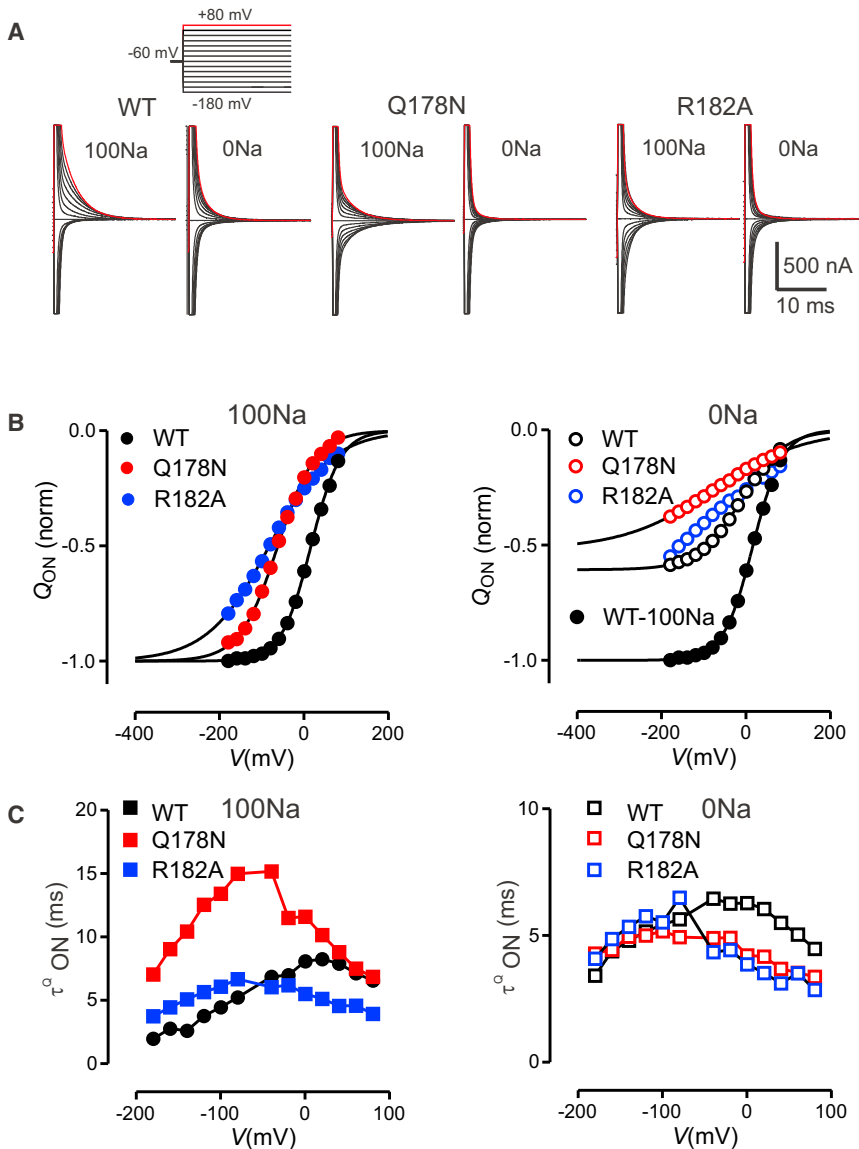 A
+80 mV
-60 mV
-180 mV
WT
Q178N
R182A
100Na
0Na
100Na
0Na
100Na
0Na
500 nA
10 ms
B
100Na
WT
Q178N
R182A
0.0
-0.5
-1.0
QON (norm)
-400
-200
0
200
V(mV)
0Na
WT
Q178N
R182A
WT-100Na
0.0
-0.5
-1.0
QON (norm)
-400
-200
0
200
V(mV)
C
100Na
WT
Q178N
R182A
20
15
10
5
0
τQ ON (ms)
-200
-100
0
100
V(mV)
0Na
WT
Q178N
R182A
10
5
0
τQ ON (ms)
-200
-100
0
100
V(mV)